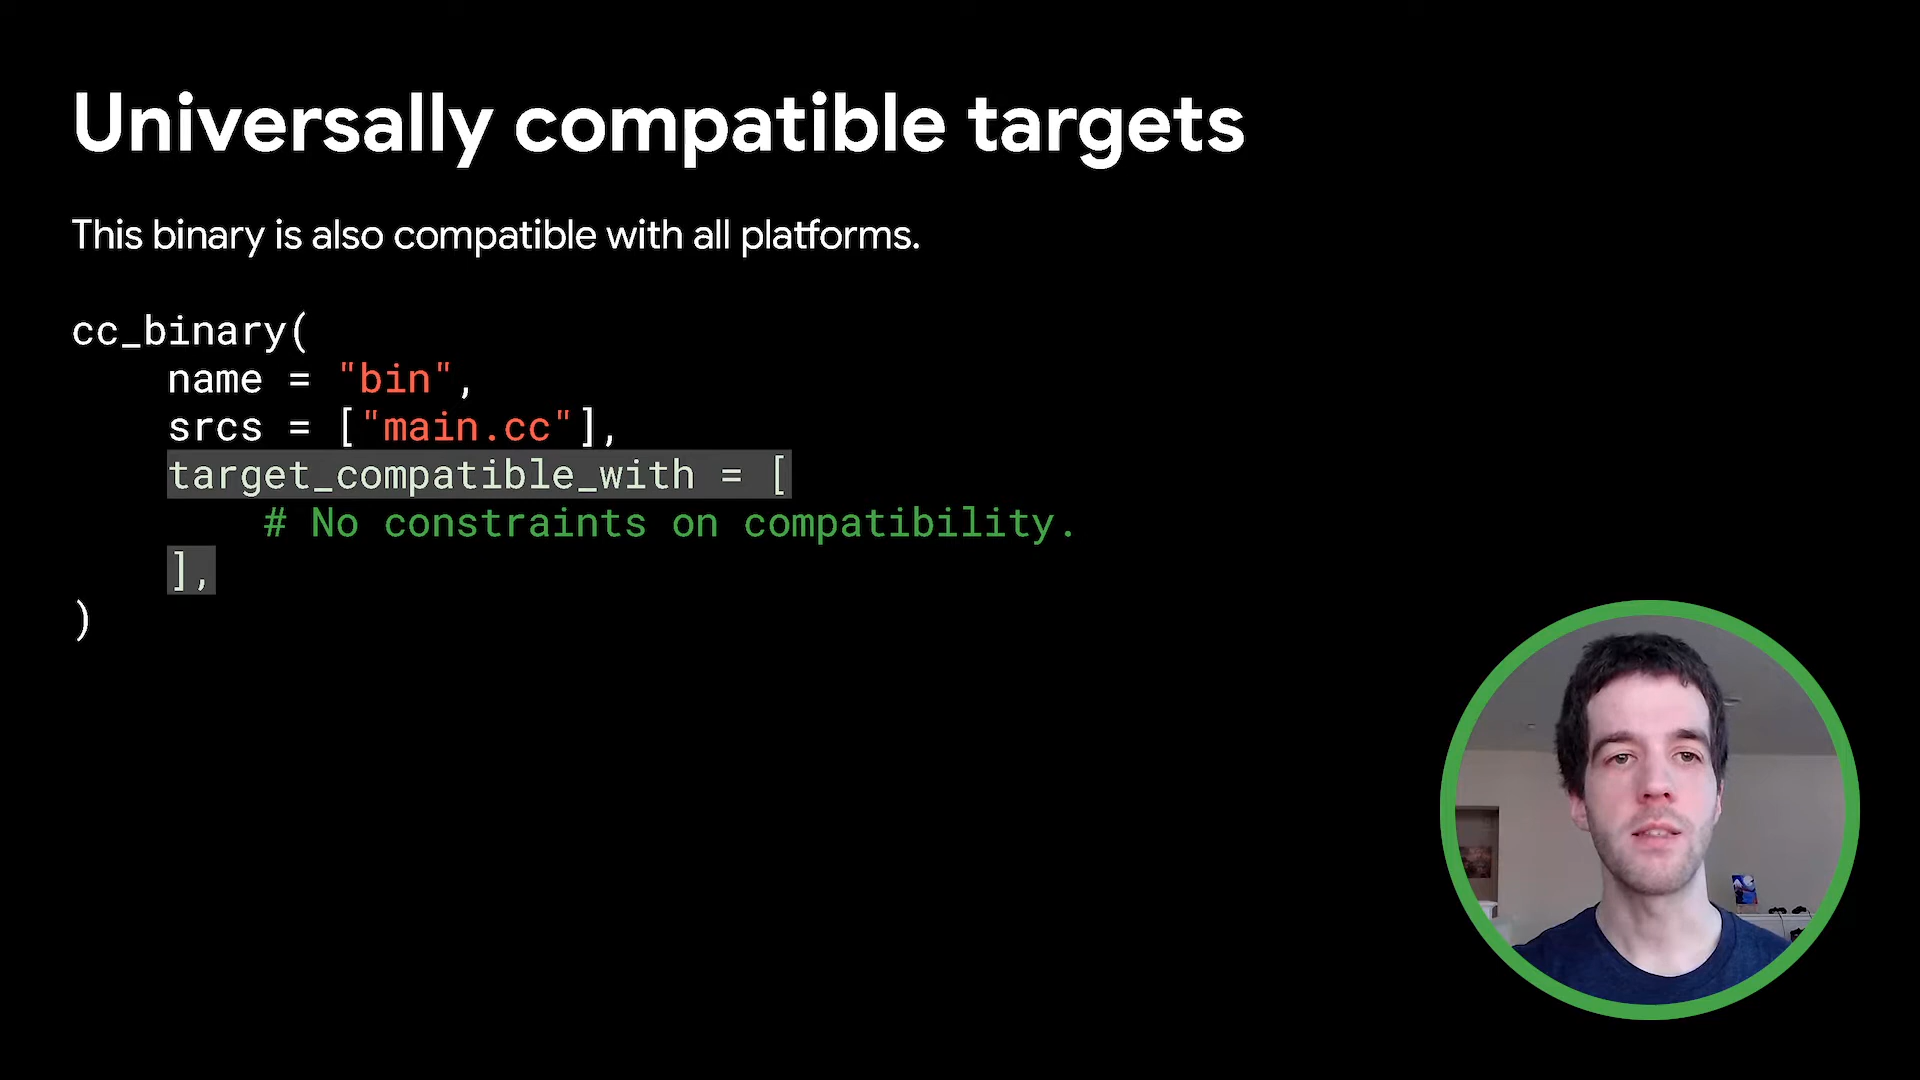 Universally compatible targets
This binary is also compatible with all platforms.
cc_binary(
    name = "bin",
    srcs = ["main.cc"],
    target_compatible_with = [
        # No constraints on compatibility.
    ],
)